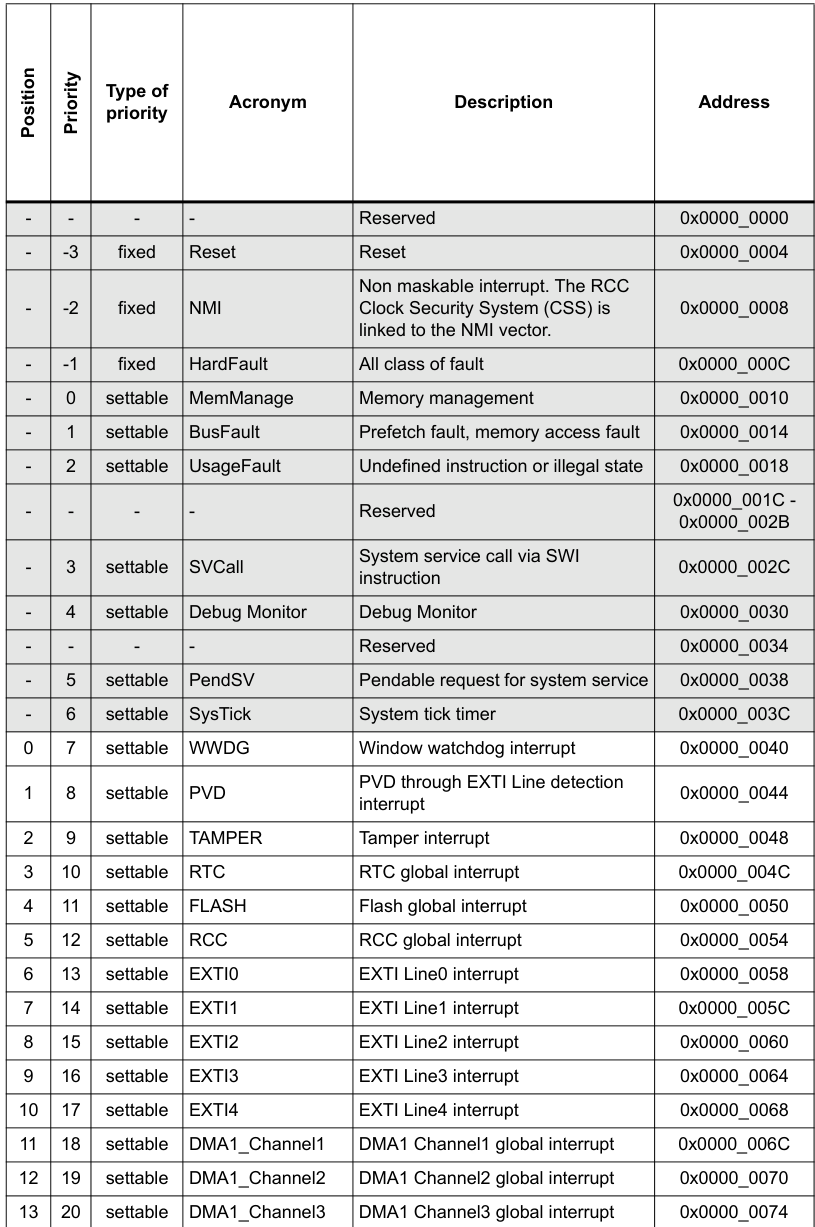 Position Priority Type of priority Acronym Description Address
- - - - Reserved 0x0000_0000
- -3 fixed Reset Reset 0x0000_0004
- -2 fixed NMI Non maskable interrupt. The RCC
Clock Security System (CSS) is
linked to the NMI vector. 0x0000_0008
- -1 fixed HardFault All class of fault 0x0000_000C
- 0 settable MemManage Memory management 0x0000_0010
- 1 settable BusFault Prefetch fault, memory access fault 0x0000_0014
- 2 settable UsageFault Undefined instruction or illegal state 0x0000_0018
- - - - Reserved 0x0000_001C -
0x0000_002B
- 3 settable SVCall System service call via SWI
instruction 0x0000_002C
- 4 settable Debug Monitor Debug Monitor 0x0000_0030
- - - - Reserved 0x0000_0034
- 5 settable PendSV Pendable request for system service 0x0000_0038
- 6 settable SysTick System tick timer 0x0000_003C
0 7 settable WWDG Window watchdog interrupt 0x0000_0040
1 8 settable PVD PVD through EXTI Line detection
interrupt 0x0000_0044
2 9 settable TAMPER Tamper interrupt 0x0000_0048
3 10 settable RTC RTC global interrupt 0x0000_004C
4 11 settable FLASH Flash global interrupt 0x0000_0050
5 12 settable RCC RCC global interrupt 0x0000_0054
6 13 settable EXTI0 EXTI Line0 interrupt 0x0000_0058
7 14 settable EXTI1 EXTI Line1 interrupt 0x0000_005C
8 15 settable EXTI2 EXTI Line2 interrupt 0x0000_0060
9 16 settable EXTI3 EXTI Line3 interrupt 0x0000_0064
10 17 settable EXTI4 EXTI Line4 interrupt 0x0000_0068
11 18 settable DMA1_Channel1 DMA1 Channel1 global interrupt 0x0000_006C
12 19 settable DMA1_Channel2 DMA1 Channel2 global interrupt 0x0000_0070
13 20 settable DMA1_Channel3 DMA1 Channel3 global interrupt 0x0000_0074